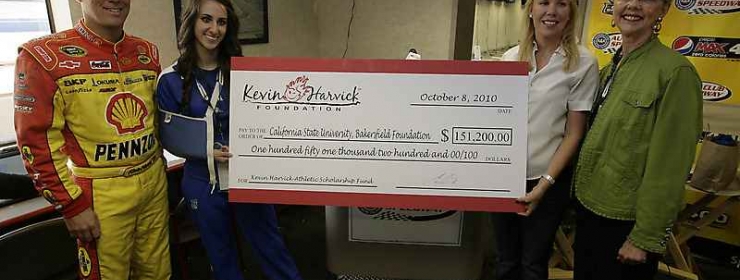 Kevin Harvick
FOUNDATION
October 8, 2010
DATE
PAY TO THE
ORDER OF
California State University, Bakersfield Foundation
$ 151,200.00
One hundred fifty one thousand two hundred and 00/100
DOLLARS
FOR
Kevin Harvick Athletic Scholarship Fund
PENNZOIL
SPEEDWAY
PEPSI
MAX
SPEEDWAY